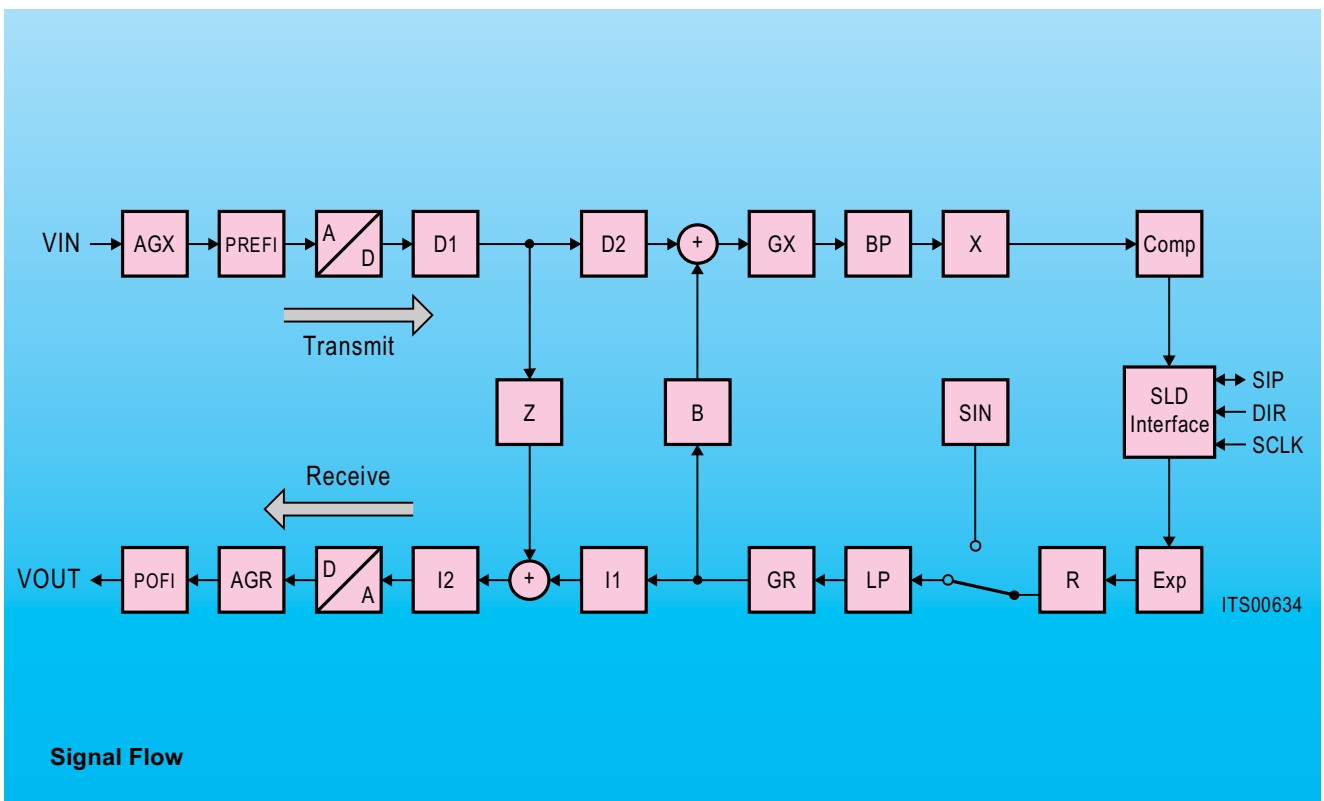 VIN
AGX
PREFI
A
D
D1
D2
+
GX
BP
X
Comp
Transmit
Z
B
SIN
SLD
Interface
SIP
DIR
SCLK
Receive
VOUT
POFI
AGR
D
A
I2
+
I1
GR
LP
R
Exp
ITS00634
Signal Flow